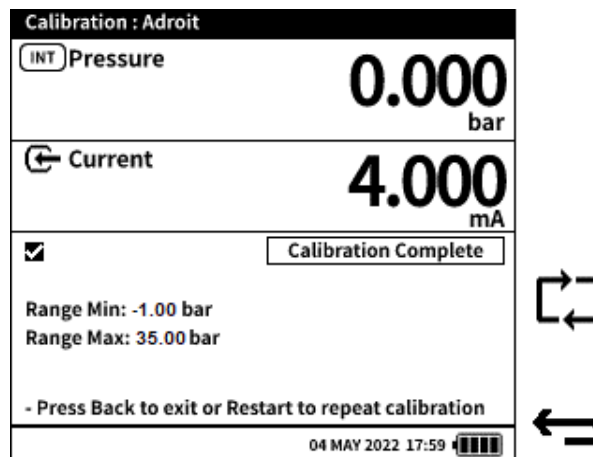 Calibration : Adroit
INT Pressure
0.000
bar
Current
4.000
mA
Calibration Complete
Range Min: -1.00 bar
Range Max: 35.00 bar
- Press Back to exit or Restart to repeat calibration
04 MAY 2022 17:59